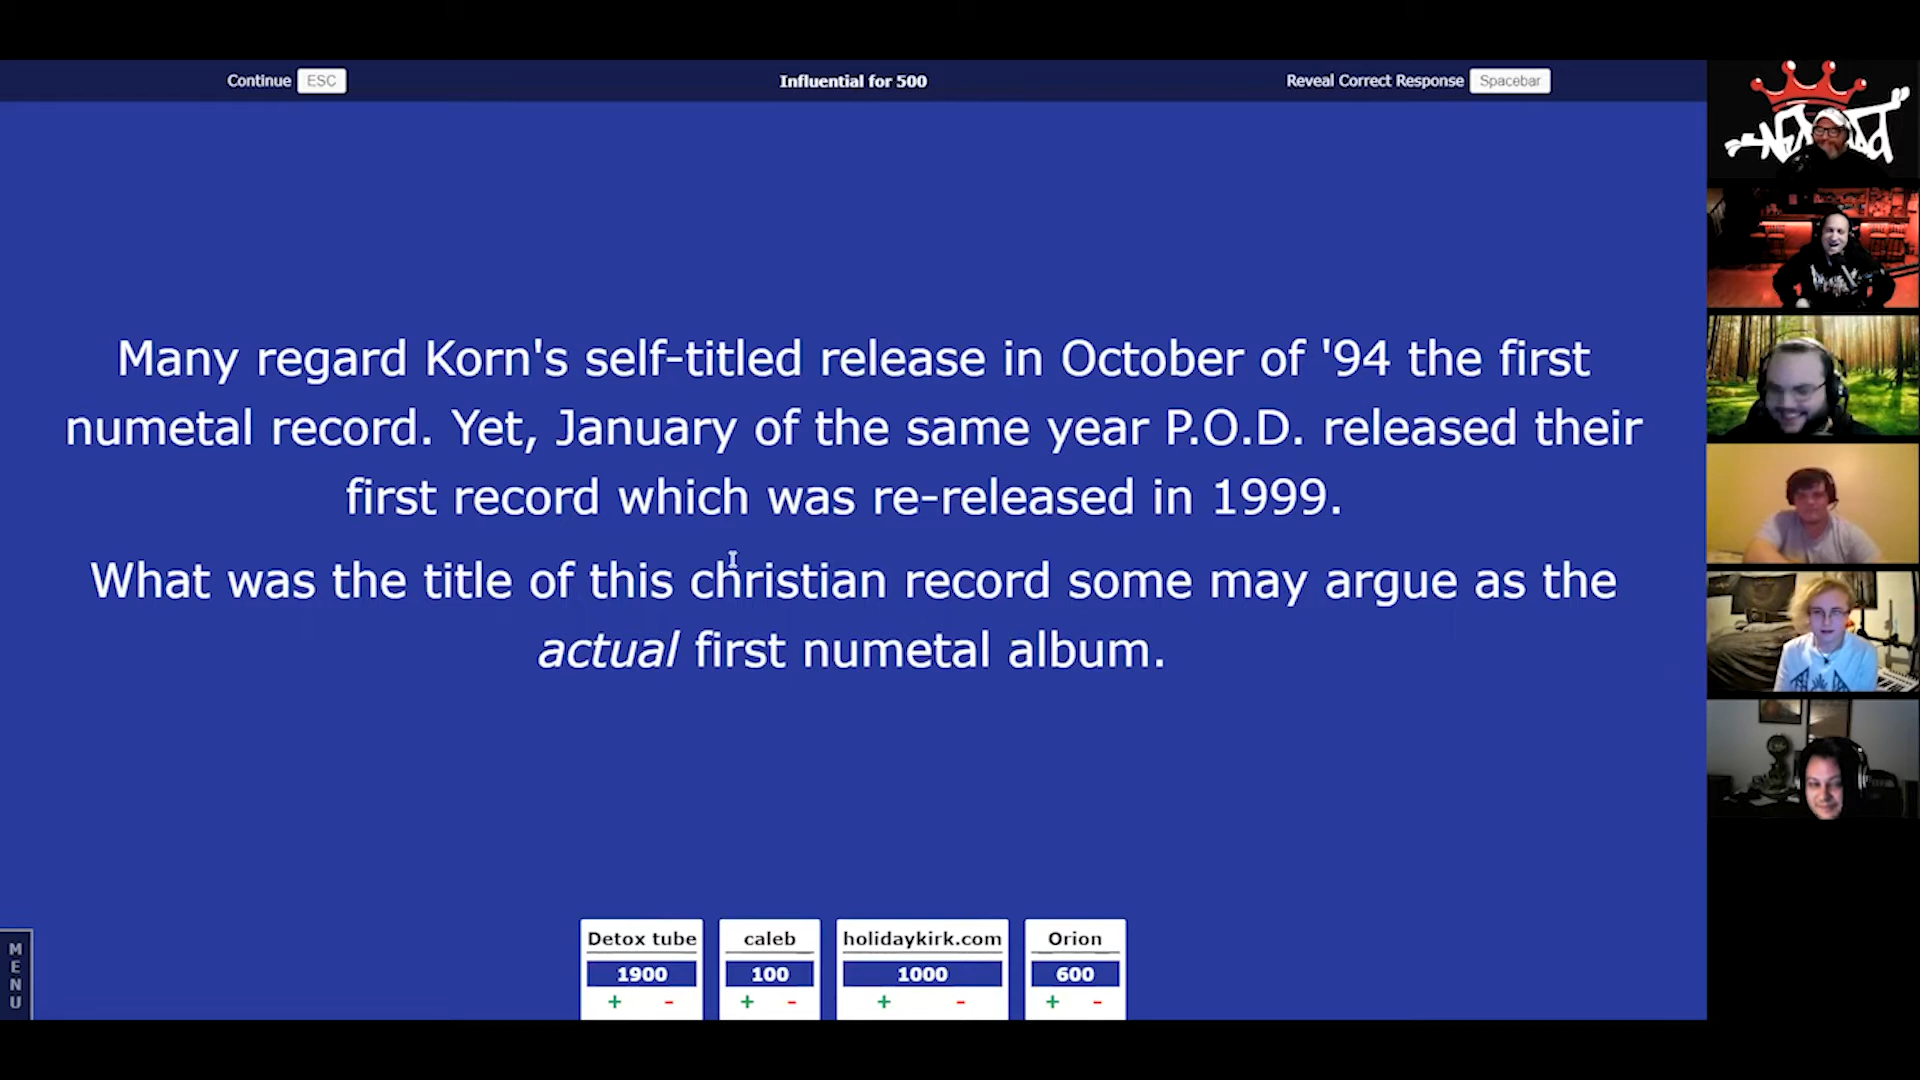 Continue ESC
Influential for 500
Reveal Correct Response Spacebar
Many regard Korn's self-titled release in October of '94 the first
numetal record. Yet, January of the same year P.O.D. released their
first record which was re-released in 1999.
What was the title of this christian record some may argue as the
actual first numetal album.
MENU
Detox tube
1900
+ -
caleb
100
+ -
holidaykirk.com
1000
+ -
Orion
600
+ -